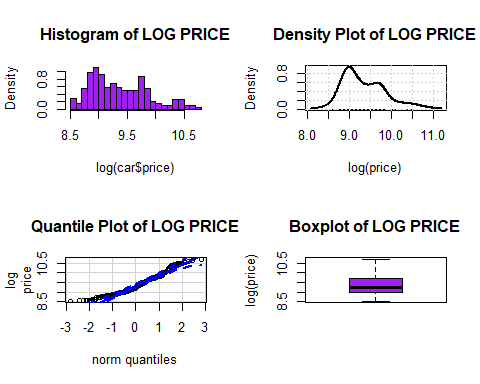 Histogram of LOG PRICE
Density
0.0
0.8
8.5 9.5 10.5
log(car$price)
Density Plot of LOG PRICE
Density
0.0
0.8
8.0 9.0 10.0 11.0
log(price)
Quantile Plot of LOG PRICE
log
price
8.5
10.5
-3 -2 -1 0 1 2 3
norm quantiles
Boxplot of LOG PRICE
log(price)
8.5
10.5